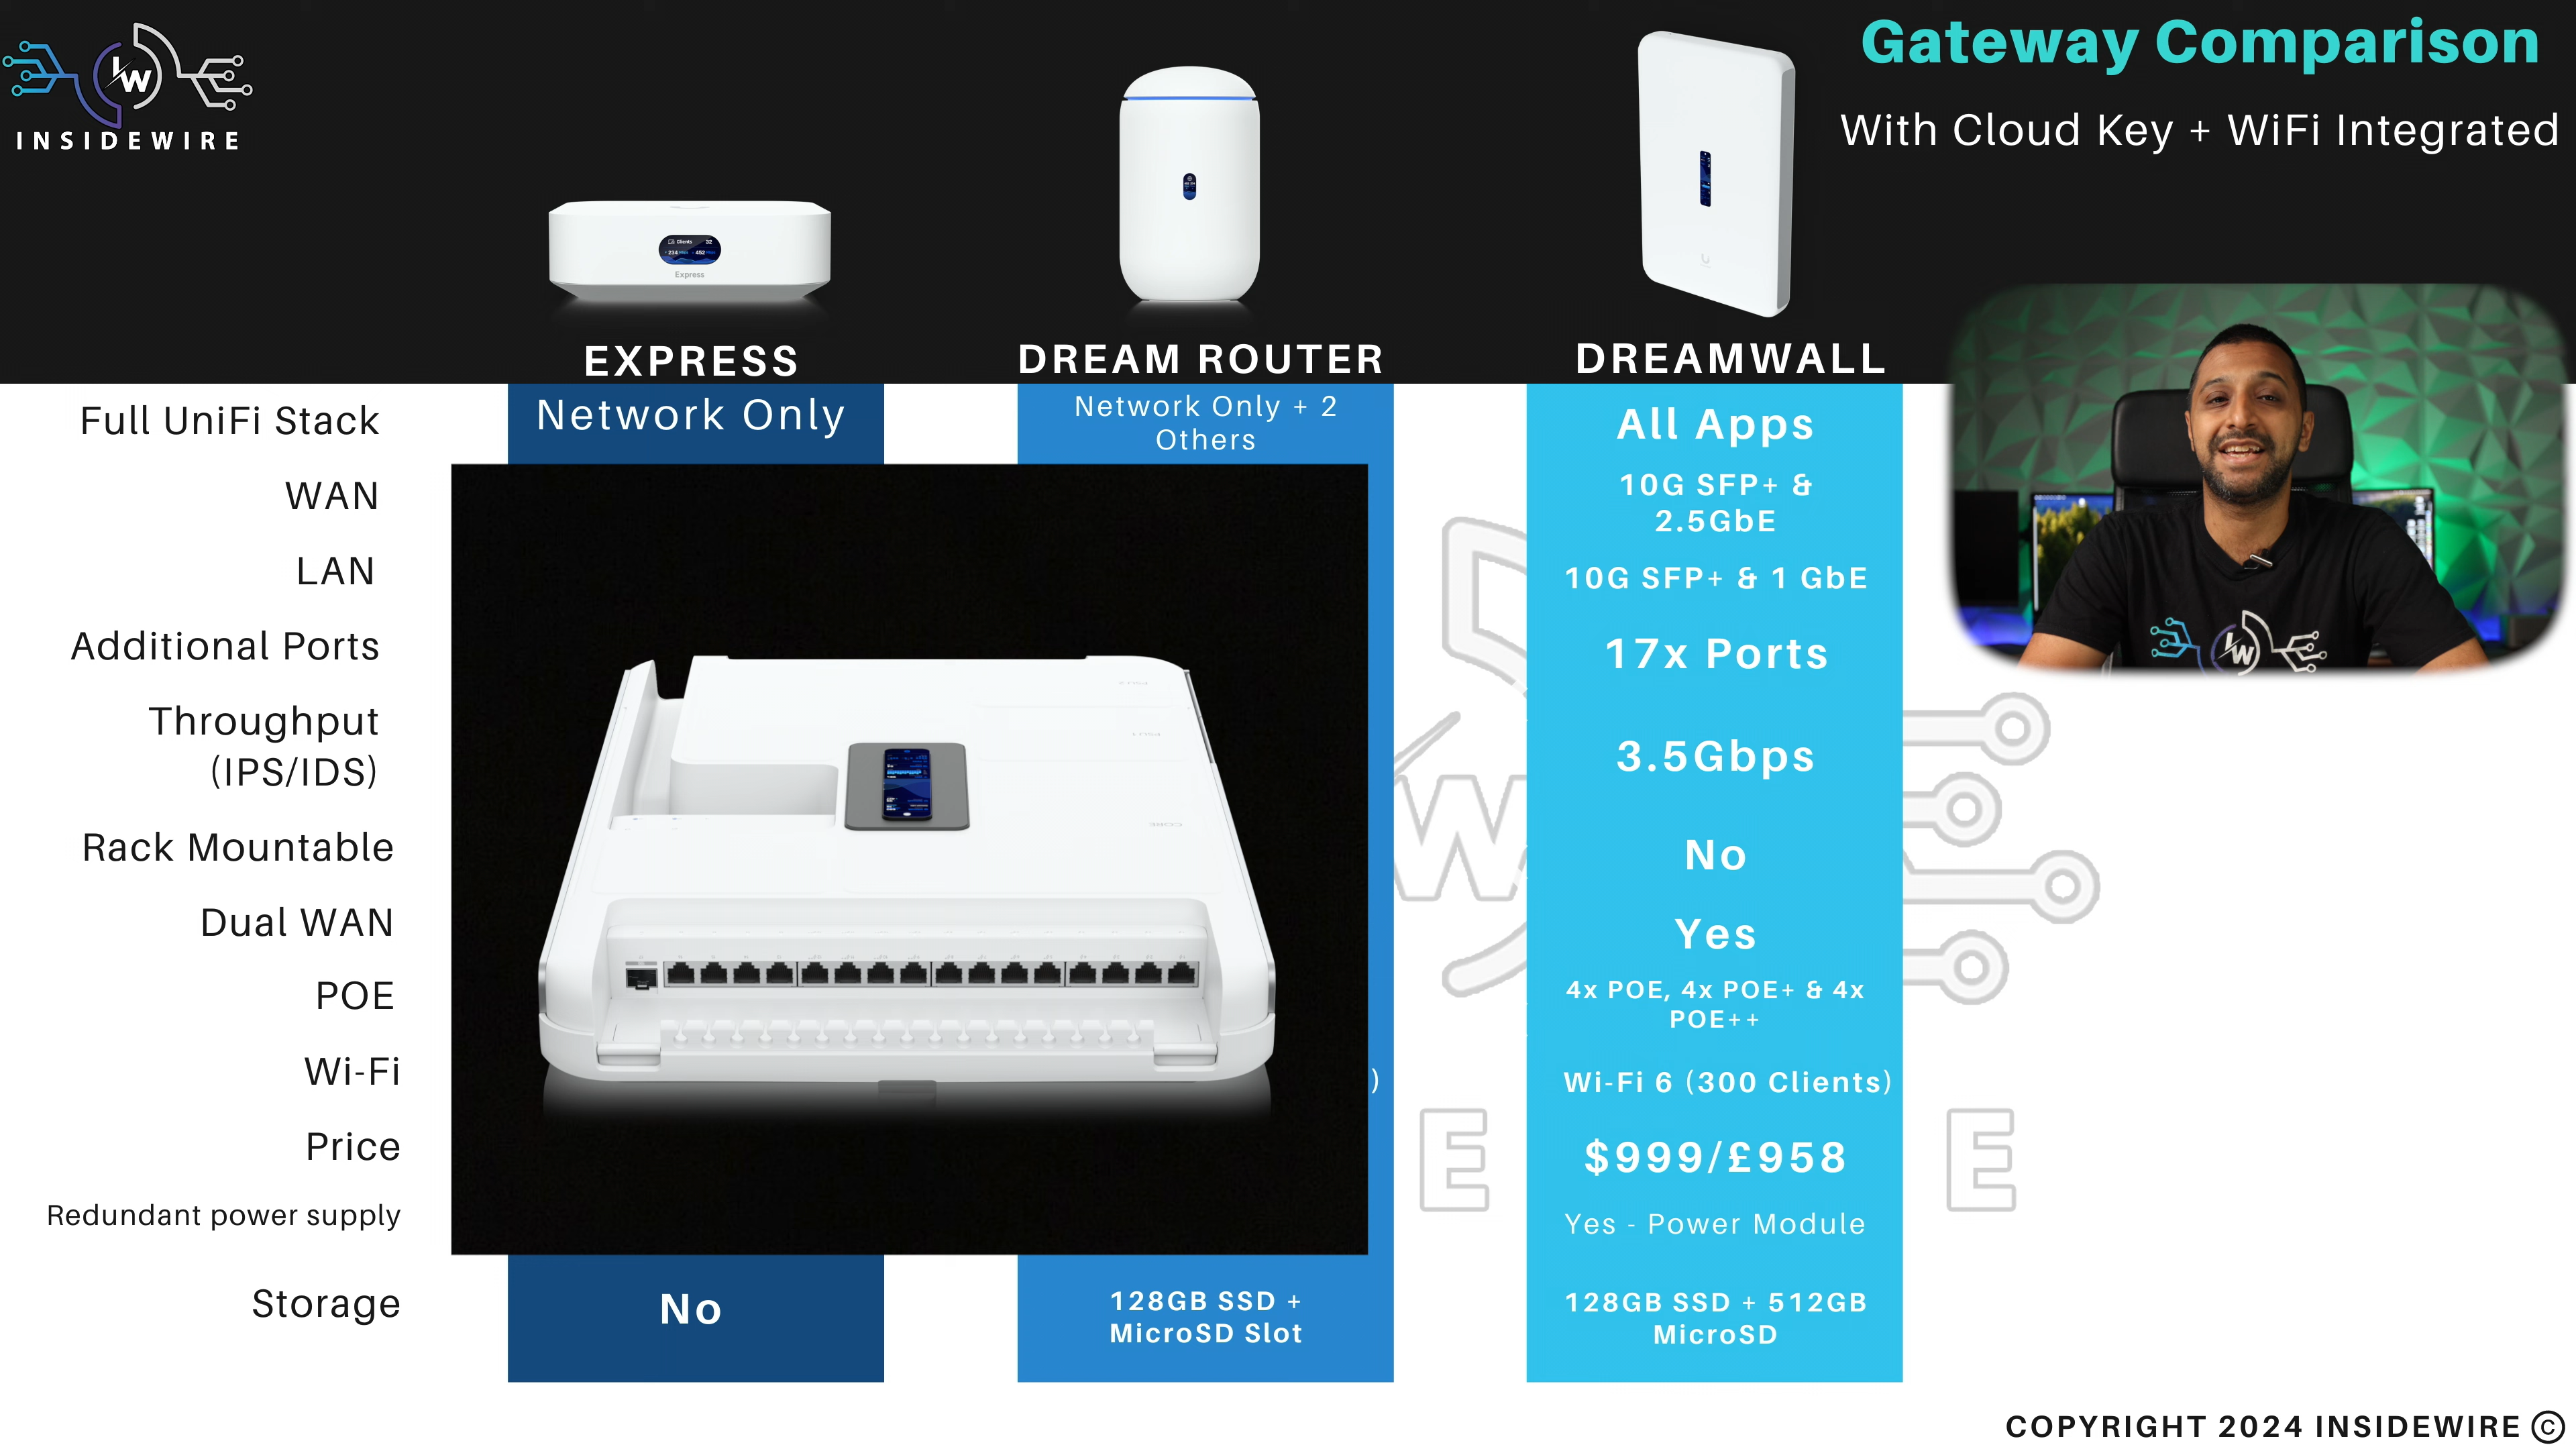 Gateway Comparison
With Cloud Key + WiFi Integrated
IW
INSIDEWIRE
Clients
Express
EXPRESS
DREAM ROUTER
DREAMWALL
Full UniFi Stack
Network Only
Network Only + 2
Others
All Apps
WAN
10G SFP+ &
2.5GbE
LAN
10G SFP+ & 1 GbE
Additional Ports
17x Ports
Throughput
(IPS/IDS)
3.5Gbps
Rack Mountable
No
Dual WAN
Yes
POE
4x POE, 4x POE+ & 4x
POE++
Wi-Fi
)
Wi-Fi 6 (300 Clients)
Price
$999/£958
Redundant power supply
Yes - Power Module
Storage
No
128GB SSD +
MicroSD Slot
128GB SSD + 512GB
MicroSD
IW
W
E
E
COPYRIGHT 2024 INSIDEWIRE ©